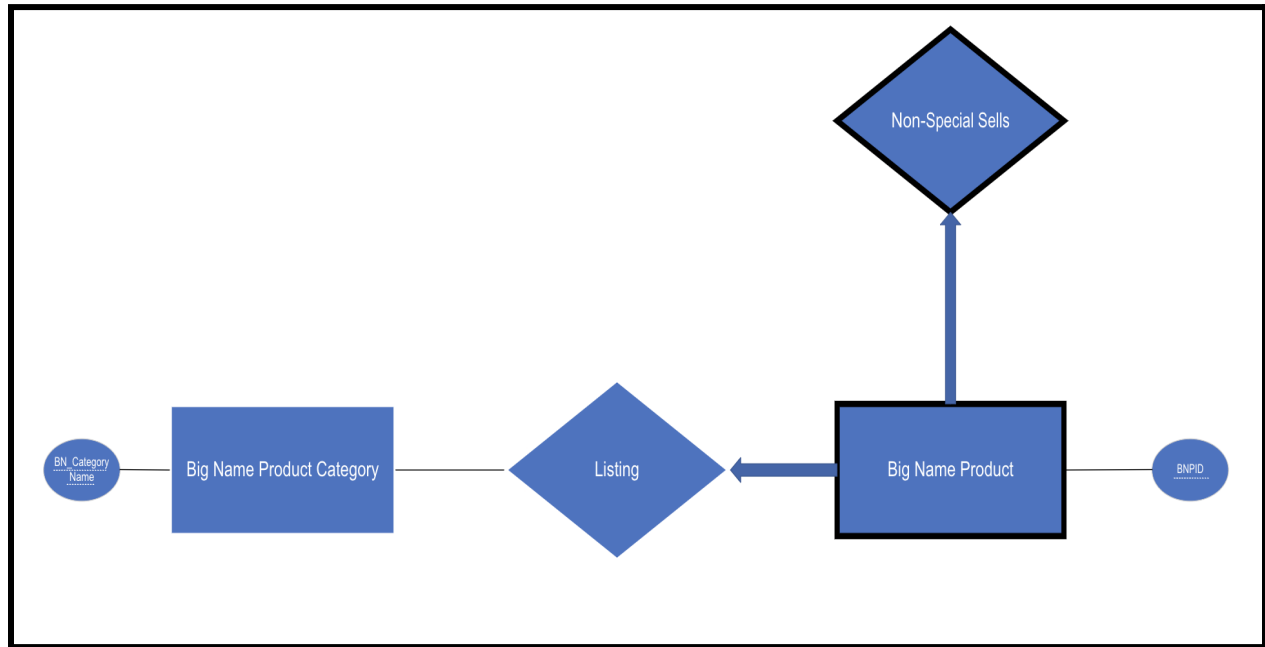 Non-Special Sells
BN_Category
Name
Big Name Product Category
Listing
Big Name Product
BNPID